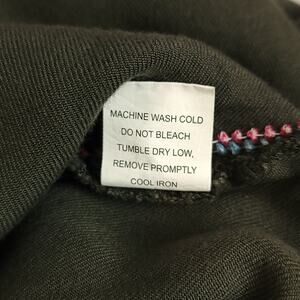 MACHINE WASH COLD
DO NOT BLEACH
TUMBLE DRY LOW,
REMOVE PROMPTLY
COOL IRON